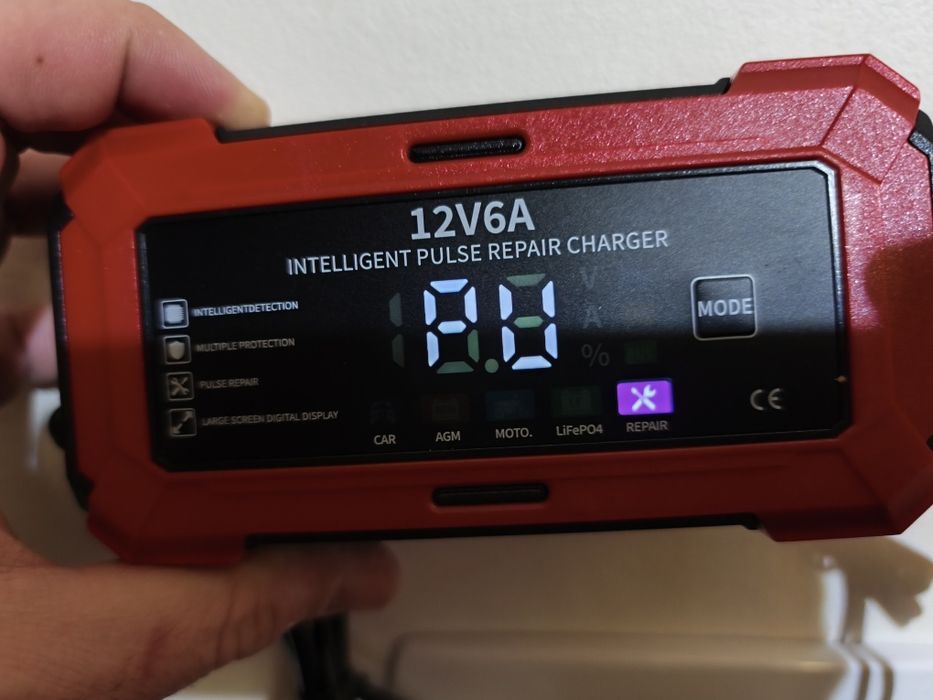 12V6A
INTELLIGENT PULSE REPAIR CHARGER
INTELLIGENTDETECTION
MULTIPLE PROTECTION
PULSE REPAIR
LARGE SCREEN DIGITAL DISPLAY
PU
V
A
%
MODE
CAR
AGM
MOTO.
LiFePO4
REPAIR
CE